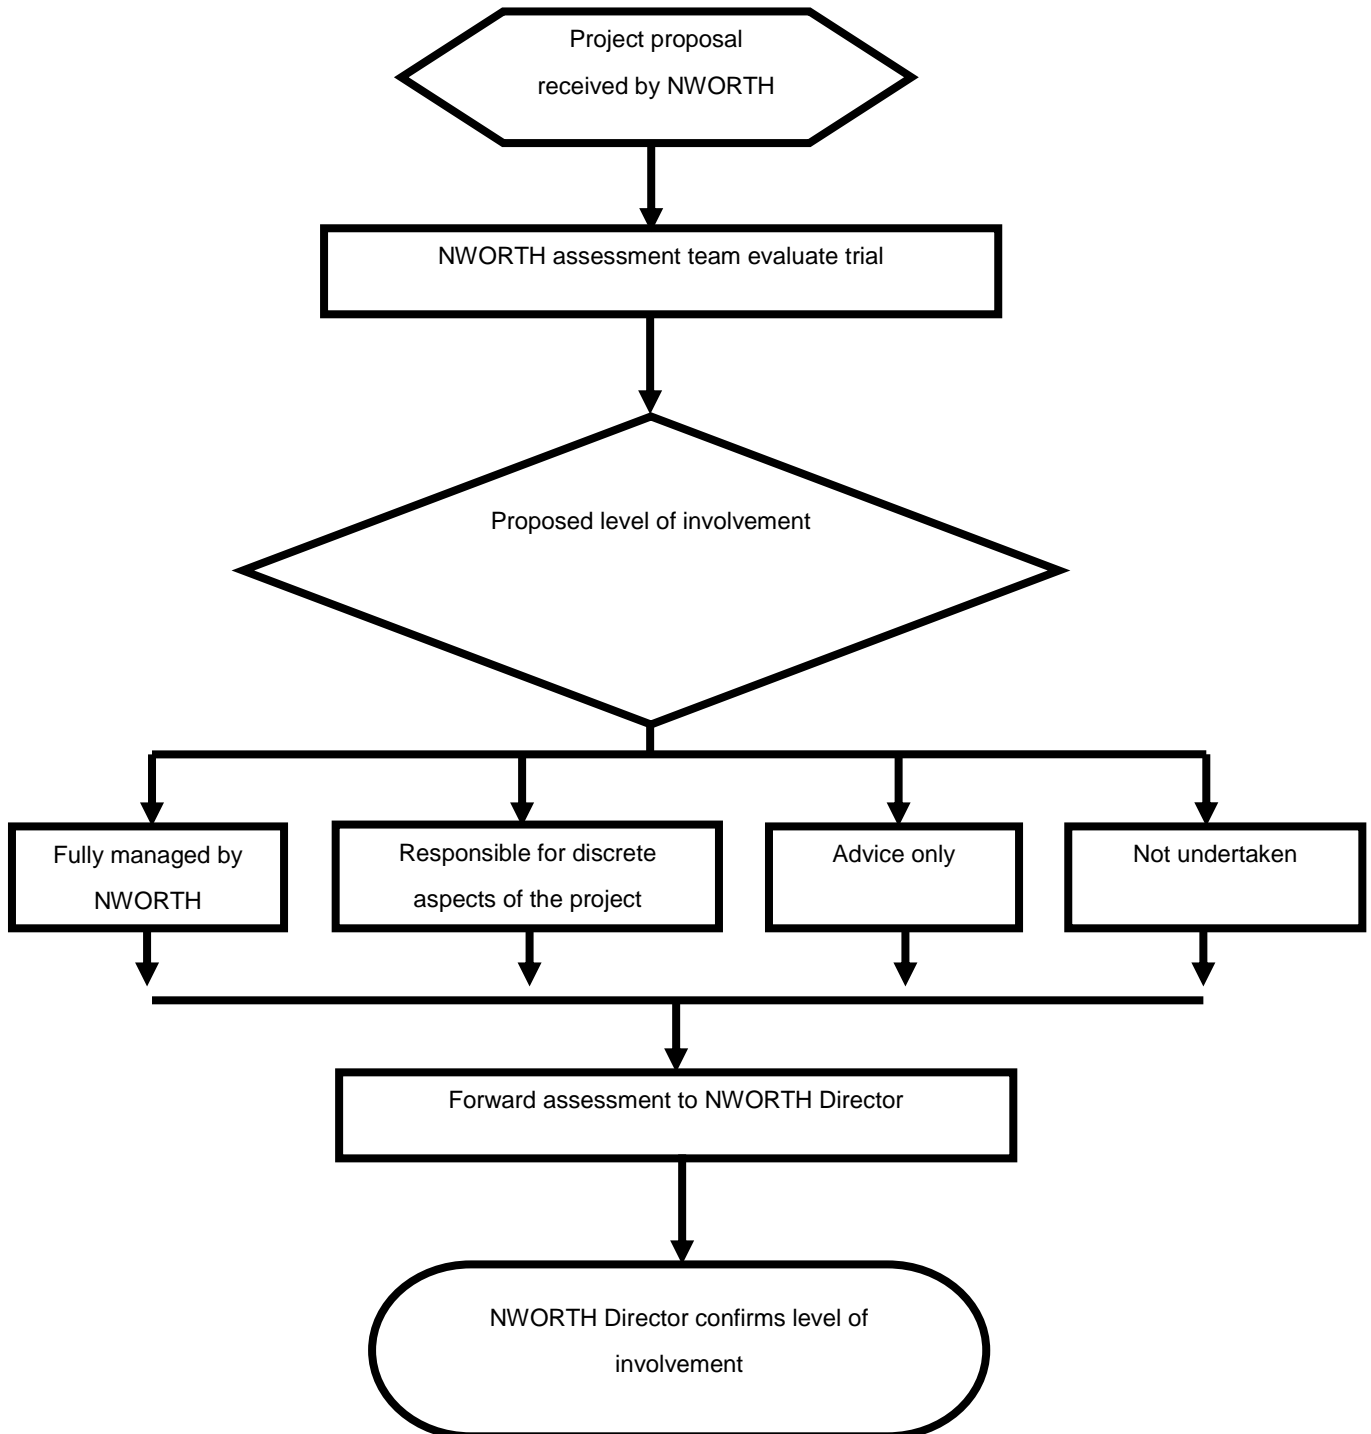 Project proposal
received by NWORTH
NWORTH assessment team evaluate trial
Proposed level of involvement
Fully managed by
NWORTH
Responsible for discrete
aspects of the project
Advice only
Not undertaken
Forward assessment to NWORTH Director
NWORTH Director confirms level of
involvement